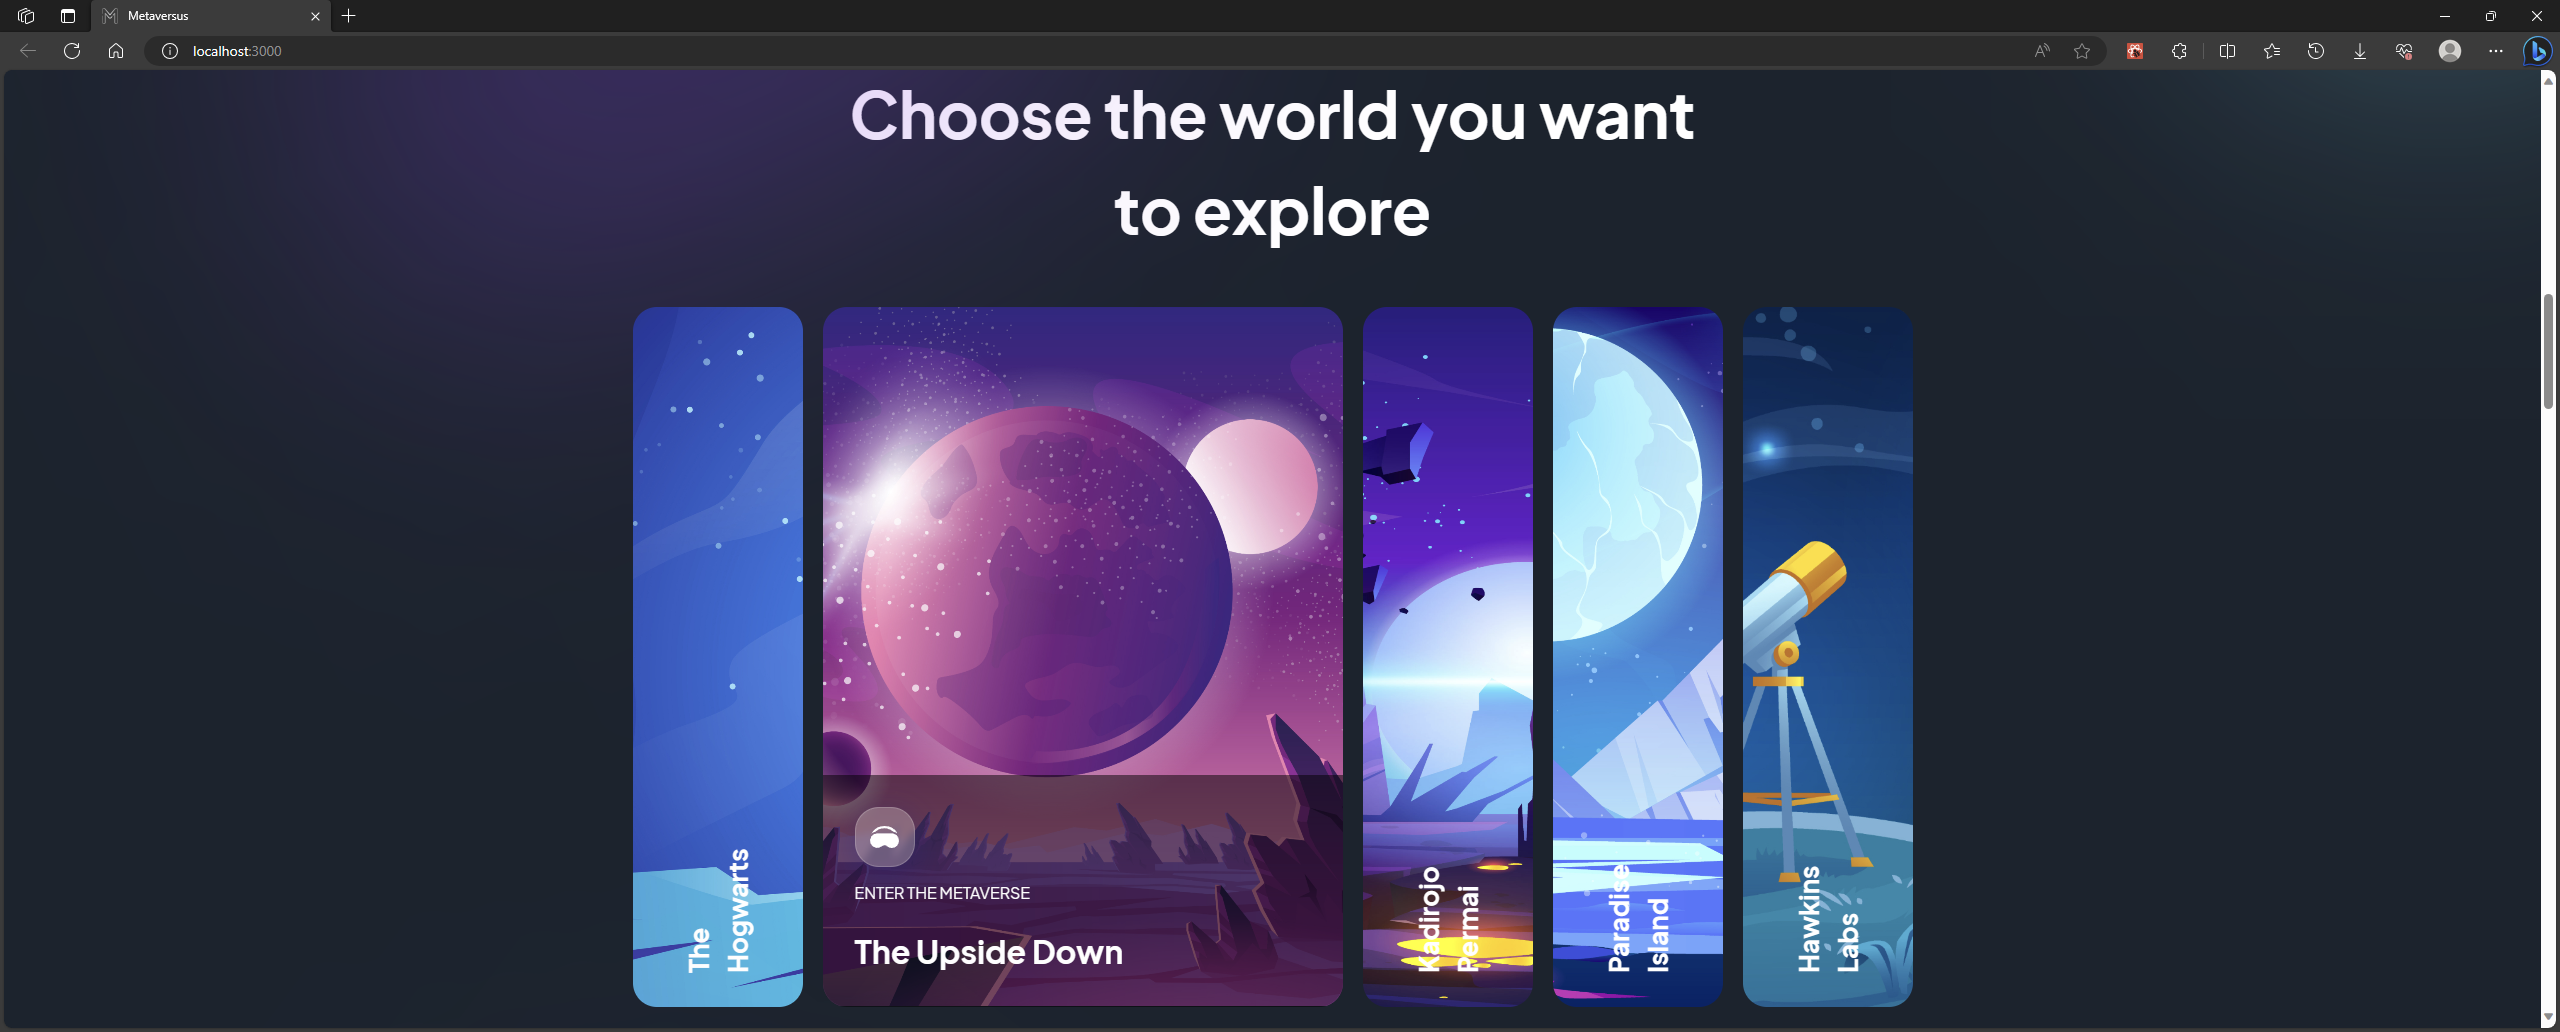 Metaversus
localhost:3000
Choose the world you want
to explore
The
Hogwarts
ENTER THE METAVERSE
The Upside Down
Kadirojo
Permai
Paradise
Island
Hawkins
Labs